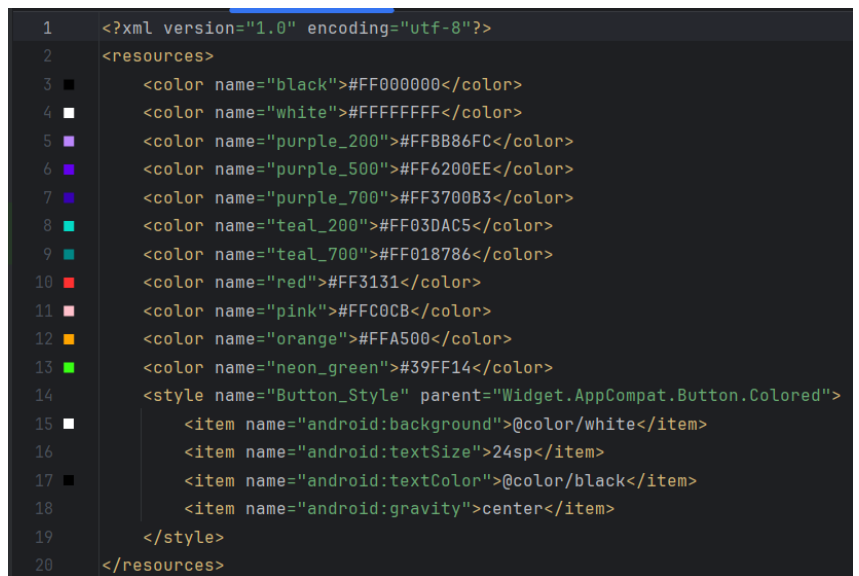 1 <?xml version="1.0" encoding="utf-8"?>
2 <resources>
3 <color name="black">#FF000000</color>
4 <color name="white">#FFFFFFFF</color>
5 <color name="purple_200">#FFBB86FC</color>
6 <color name="purple_500">#FF6200EE</color>
7 <color name="purple_700">#FF3700B3</color>
8 <color name="teal_200">#FF03DAC5</color>
9 <color name="teal_700">#FF018786</color>
10 <color name="red">#FF3131</color>
11 <color name="pink">#FFC0CB</color>
12 <color name="orange">#FFA500</color>
13 <color name="neon_green">#39FF14</color>
14 <style name="Button_Style" parent="Widget.AppCompat.Button.Colored">
15 <item name="android:background">@color/white</item>
16 <item name="android:textSize">24sp</item>
17 <item name="android:textColor">@color/black</item>
18 <item name="android:gravity">center</item>
19 </style>
20 </resources>